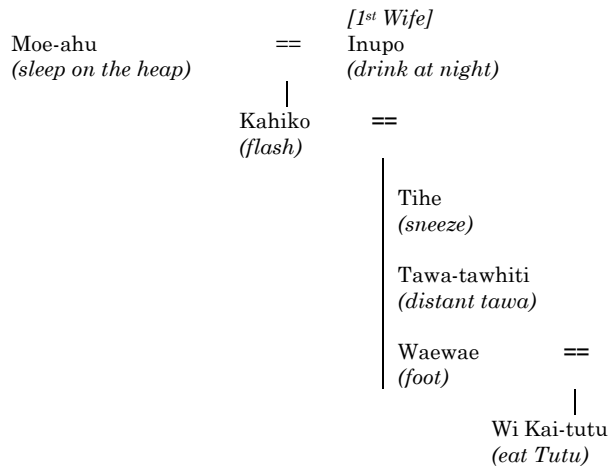 [1st Wife]
Moe-ahu == Inupo
(sleep on the heap) (drink at night)
Kahiko ==
(flash)
Tihe
(sneeze)
Tawa-tawhiti
(distant tawa)
Waewae ==
(foot)
Wi Kai-tutu
(eat Tutu)